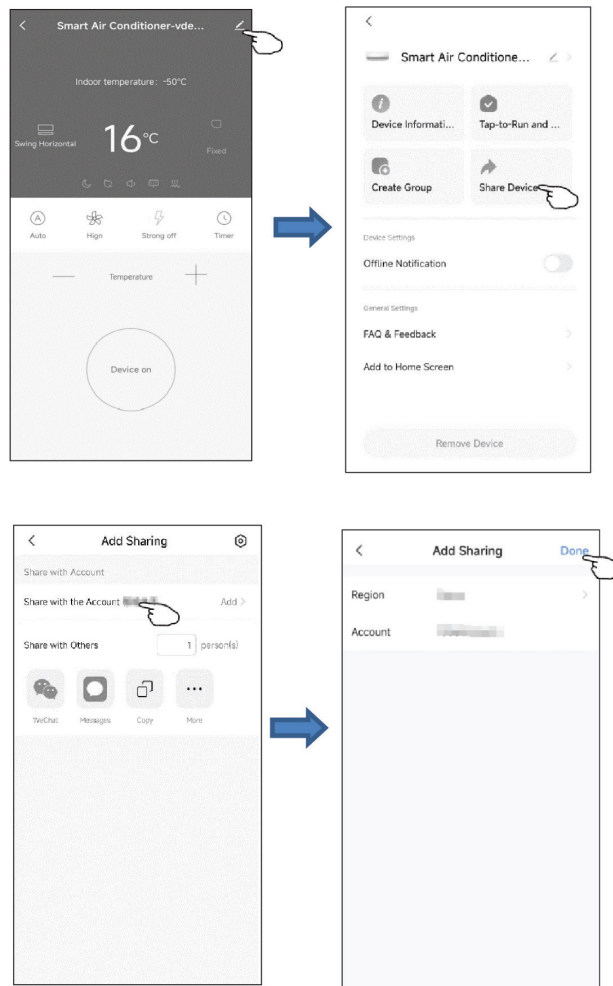 Smart Air Conditioner-vde...
Indoor temperature: -50°C
Swing Horizontal
16°C
Fixed
A
Auto
Hign
Strong off
Timer
Temperature
Device on
Smart Air Conditione...
Device Informati...
Tap-to-Run and ...
Create Group
Share Device
Device Settings
Offline Notification
General Settings
FAQ & Feedback
Add to Home Screen
Remove Device
Add Sharing
Share with Account
Share with the Account
Add >
Share with Others
1 person(s)
WeChat
Messages
Copy
More
Add Sharing
Done
Region
Account